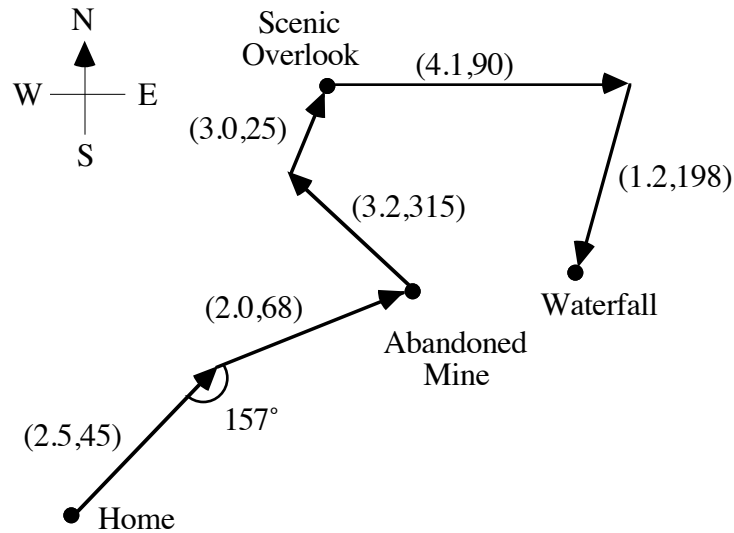 N
W
E
S
Scenic
Overlook
(4.1,90)
(3.0,25)
(1.2,198)
(3.2,315)
Waterfall
(2.0,68)
Abandoned
Mine
157°
(2.5,45)
Home